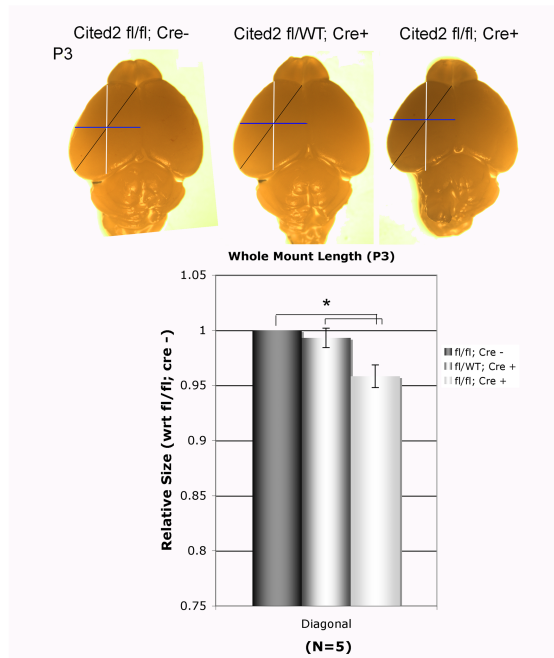 Cited2 fl/fl; Cre- Cited2 fl/WT; Cre+ Cited2 fl/fl; Cre+
P3
Whole Mount Length (P3)
1.05
1
0.95
0.9
0.85
0.8
0.75
Relative Size (wrt fl/fl; cre -)
*
fl/fl; Cre -
fl/WT; Cre +
fl/fl; Cre +
Diagonal
(N=5)